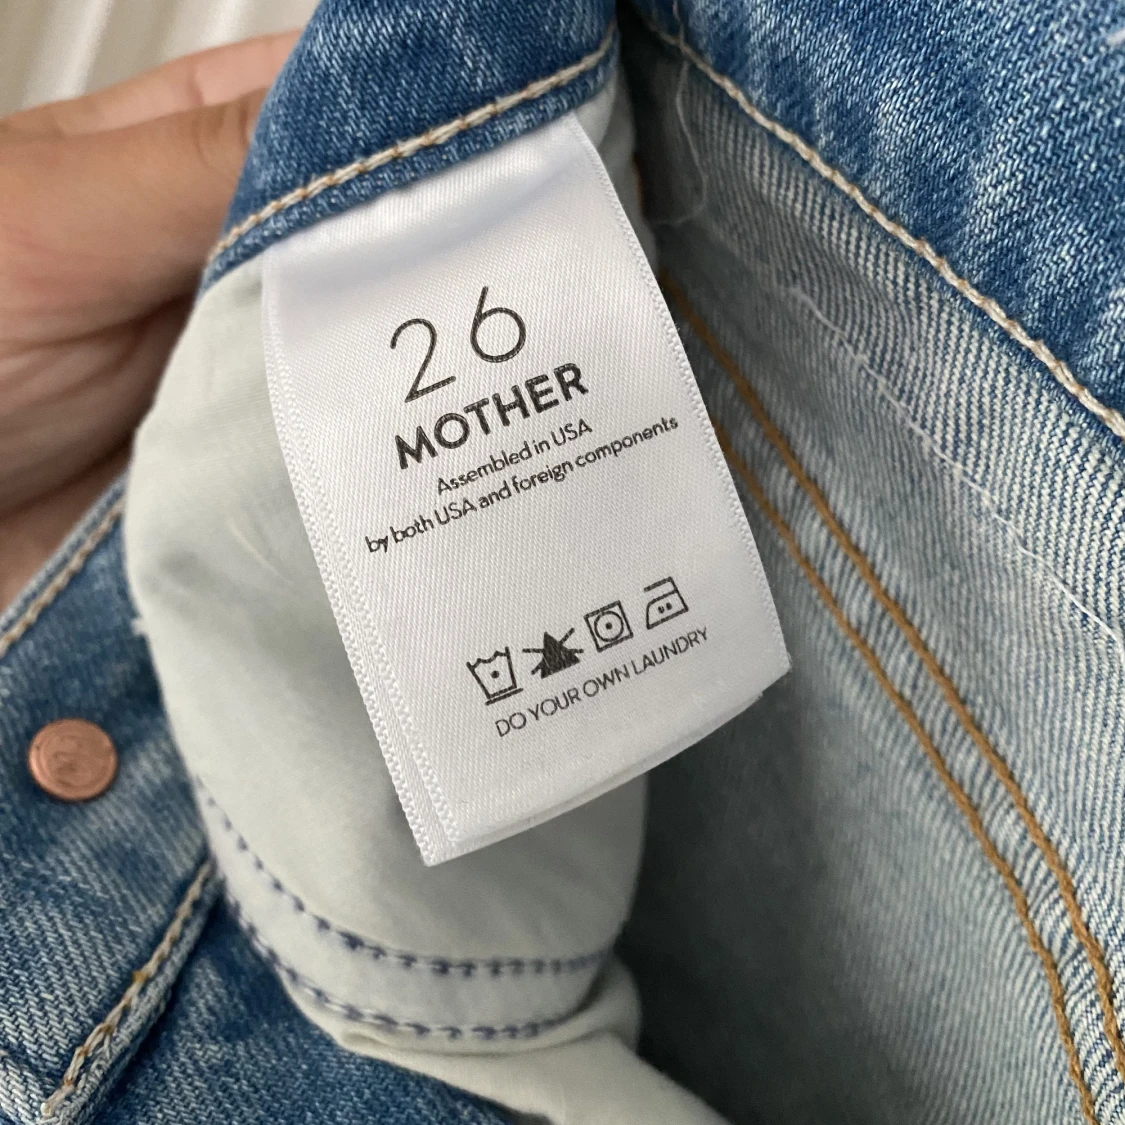 26
MOTHER
Assembled in USA
by both USA and foreign components
DO YOUR OWN LAUNDRY